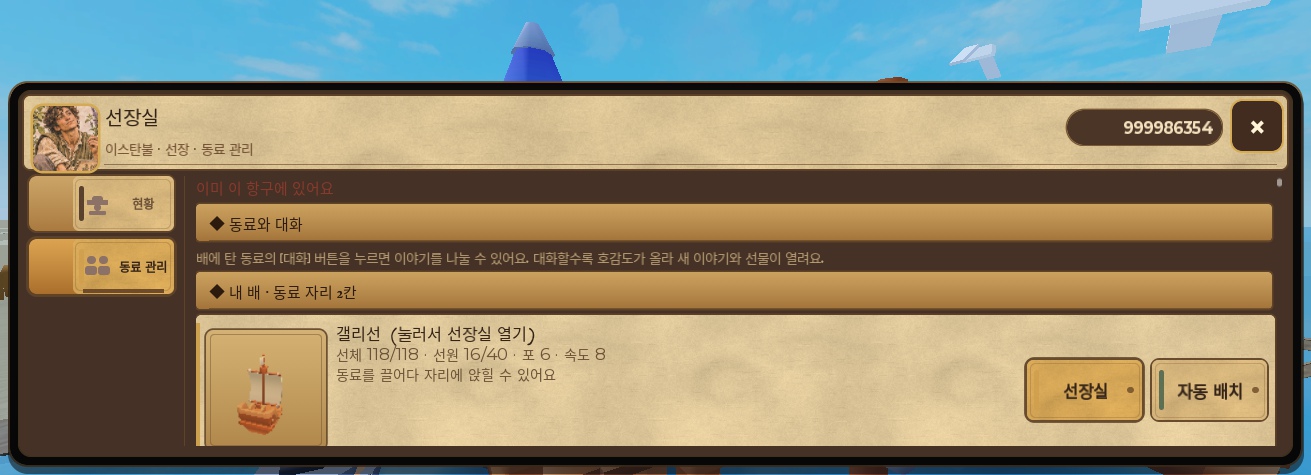 선장실
이스탄불 · 선장 · 동료 관리
999986354
현황
동료 관리
이미 이 항구에 있어요
◆ 동료와 대화
배에 탄 동료의 [대화] 버튼을 누르면 이야기를 나눌 수 있어요. 대화할수록 호감도가 올라 새 이야기와 선물이 열려요.
◆ 내 배 · 동료 자리 2칸
갤리선 (눌러서 선장실 열기)
선체 118/118 · 선원 16/40 · 포 6 · 속도 8
동료를 끌어다 자리에 앉힐 수 있어요
선장실
자동 배치